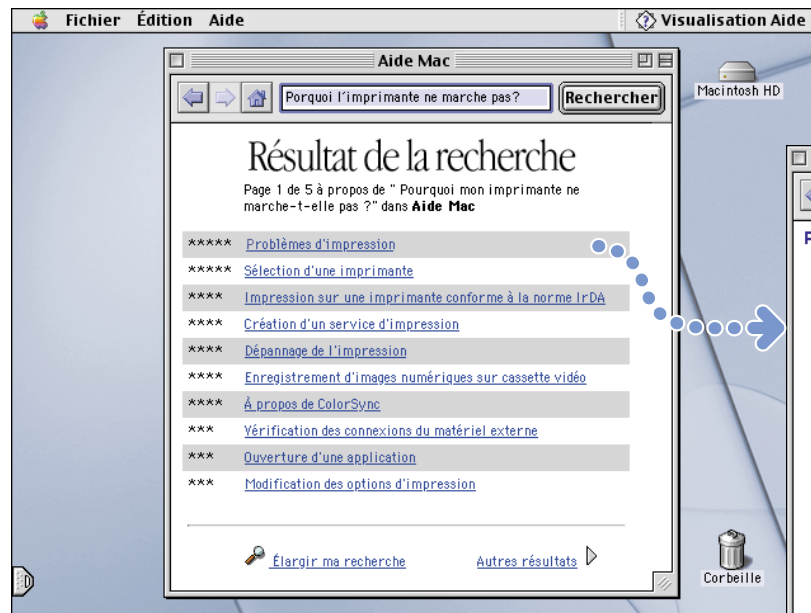 Fichier Édition Aide
Visualisation Aide
Aide Mac
Porquoi l'imprimante ne marche pas?
Rechercher
Macintosh HD
Résultat de la recherche
Page 1 de 5 à propos de " Pourquoi mon imprimante ne
marche-t-elle pas ?" dans Aide Mac
***** Problèmes d'impression
***** Sélection d'une imprimante
**** Impression sur une imprimante conforme à la norme IrDA
**** Création d'un service d'impression
**** Dépannage de l'impression
**** Enregistrement d'images numériques sur cassette vidéo
**** À propos de ColorSync
*** Vérification des connexions du matériel externe
*** Ouverture d'une application
*** Modification des options d'impression
Élargir ma recherche
Autres résultats
Corbeille